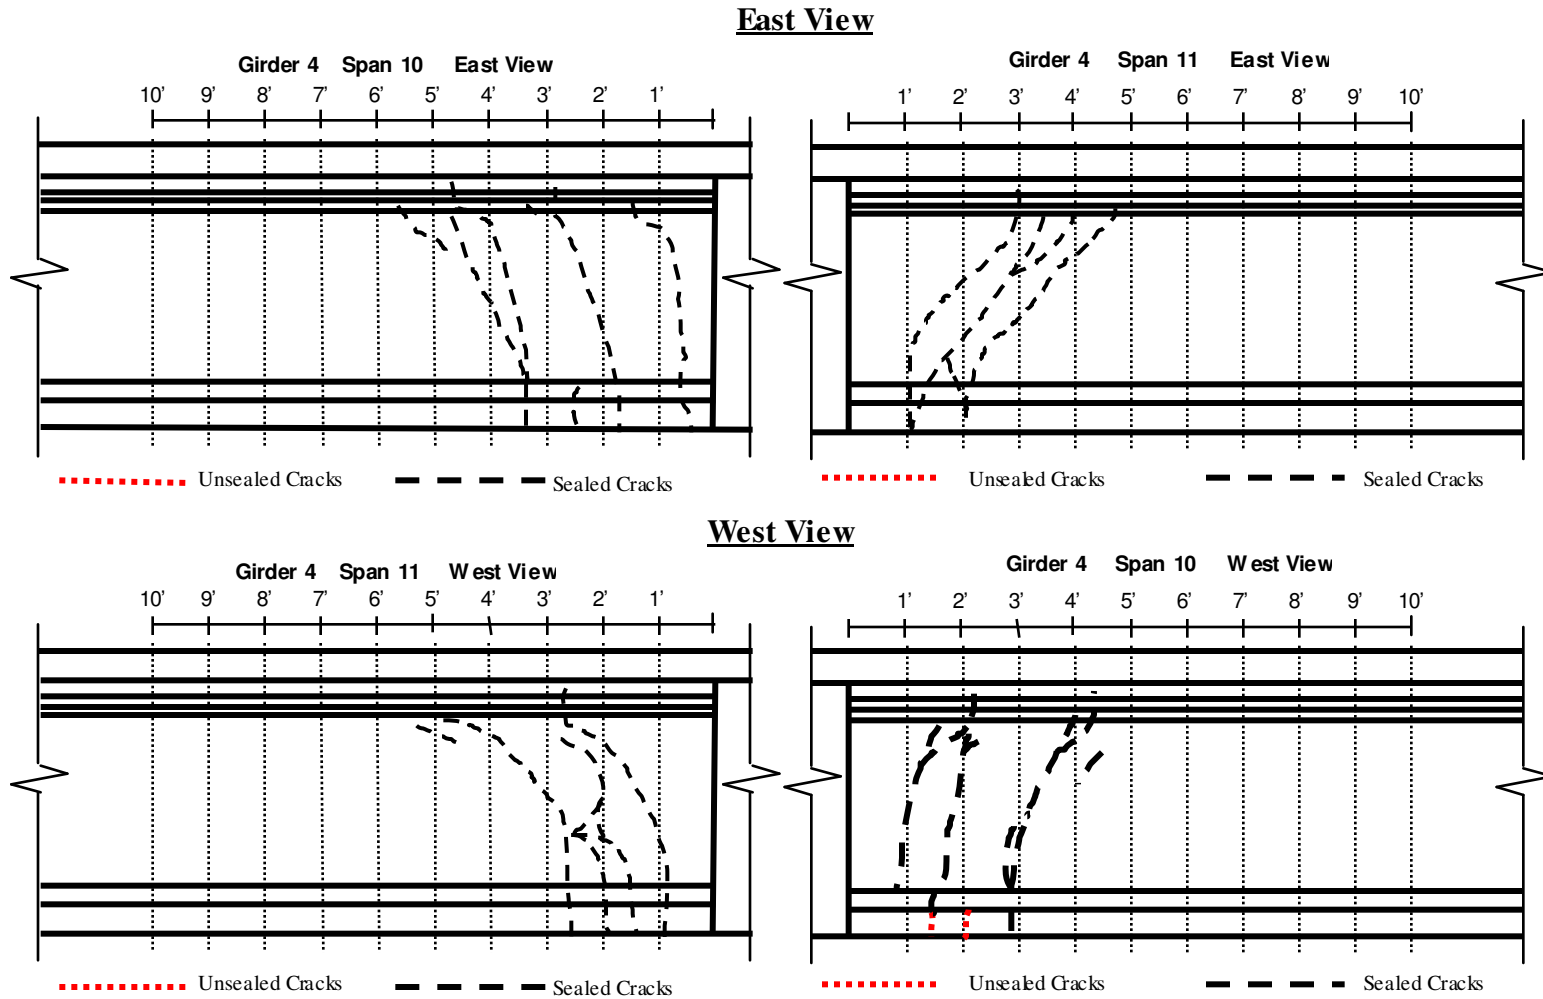 East View
Girder 4 Span 10 East View
10' 9' 8' 7' 6' 5' 4' 3' 2' 1'
Girder 4 Span 11 East View
1' 2' 3' 4' 5' 6' 7' 8' 9' 10'
Unsealed Cracks Sealed Cracks
Unsealed Cracks Sealed Cracks
West View
Girder 4 Span 11 West View
10' 9' 8' 7' 6' 5' 4' 3' 2' 1'
Girder 4 Span 10 West View
1' 2' 3' 4' 5' 6' 7' 8' 9' 10'
Unsealed Cracks Sealed Cracks
Unsealed Cracks Sealed Cracks